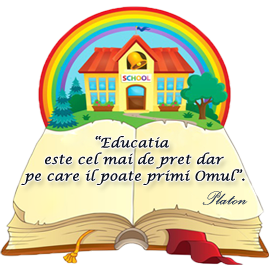 SCHOOL
“Educatia
este cel mai de pret dar
pe care il poate primi Omul”.
Platon